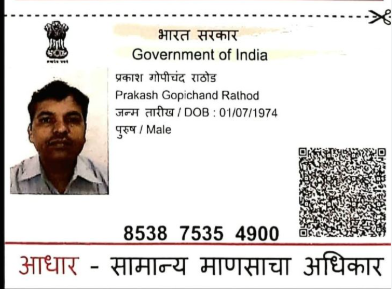 भारत सरकार
Government of India
प्रकाश गोपीचंद राठोड
Prakash Gopichand Rathod
जन्म तारीख / DOB : 01/07/1974
पुरुष / Male
8538 7535 4900
आधार - सामान्य माणसाचा अधिकार